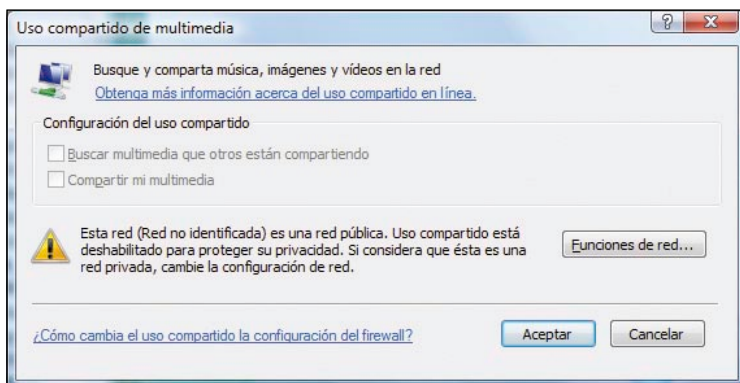 Uso compartido de multimedia
Busque y comparta música, imágenes y vídeos en la red
Obtenga más información acerca del uso compartido en línea.
Configuración del uso compartido
Buscar multimedia que otros están compartiendo
Compartir mi multimedia
Esta red (Red no identificada) es una red pública. Uso compartido está
deshabilitado para proteger su privacidad. Si considera que ésta es una
red privada, cambie la configuración de red.
Funciones de red...
¿Cómo cambia el uso compartido la configuración del firewall?
Aceptar
Cancelar